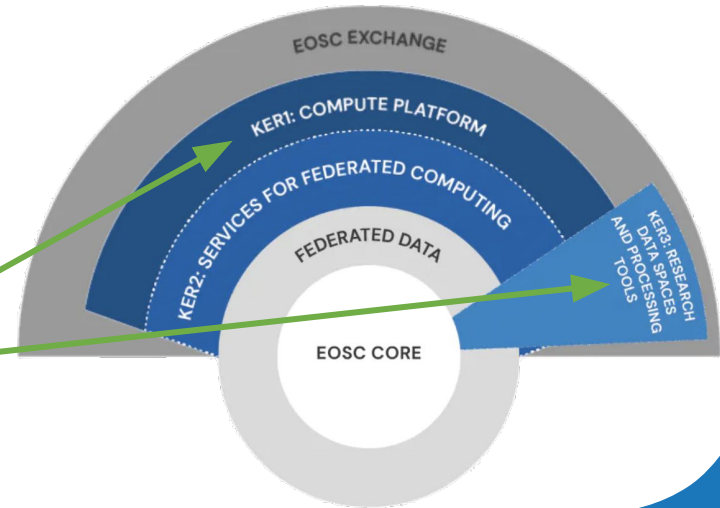 EOSC EXCHANGE
KER1: COMPUTE PLATFORM
KER2: SERVICES FOR FEDERATED COMPUTING
FEDERATED DATA
EOSC CORE
KER3: RESEARCH
DATA SPACES
AND PROCESSING
TOOLS